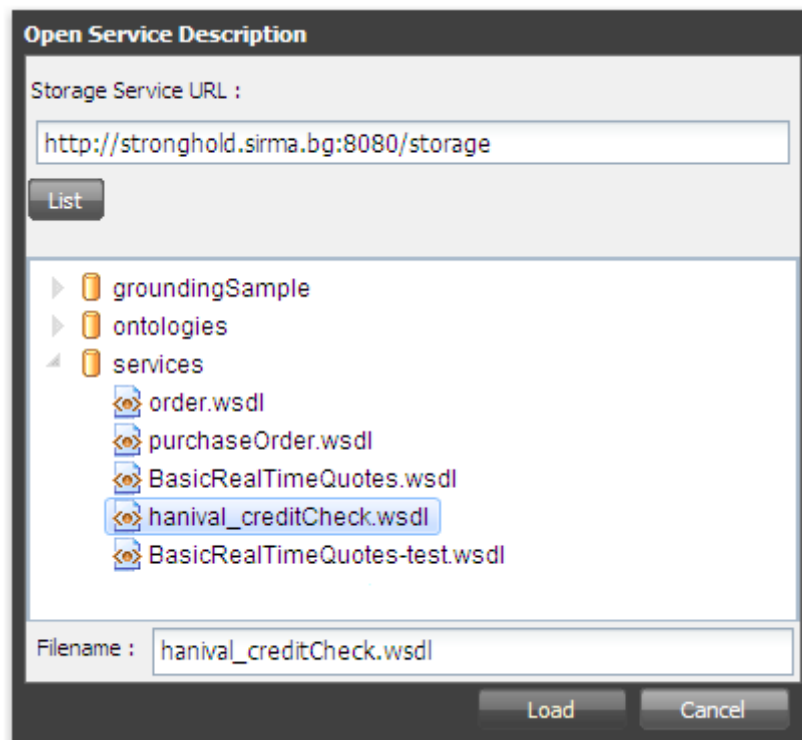 Open Service Description
Storage Service URL :
http://stronghold.sirma.bg:8080/storage
List
groundingSample
ontologies
services
order.wsdl
purchaseOrder.wsdl
BasicRealTimeQuotes.wsdl
hanival_creditCheck.wsdl
BasicRealTimeQuotes-test.wsdl
Filename : hanival_creditCheck.wsdl
Load Cancel